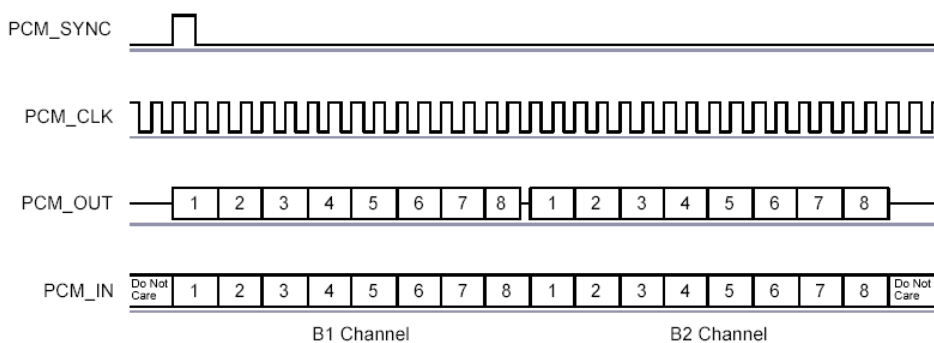 PCM_SYNC
PCM_CLK
PCM_OUT 1 2 3 4 5 6 7 8 1 2 3 4 5 6 7 8
PCM_IN Do Not Care 1 2 3 4 5 6 7 8 1 2 3 4 5 6 7 8 Do Not Care
B1 Channel B2 Channel